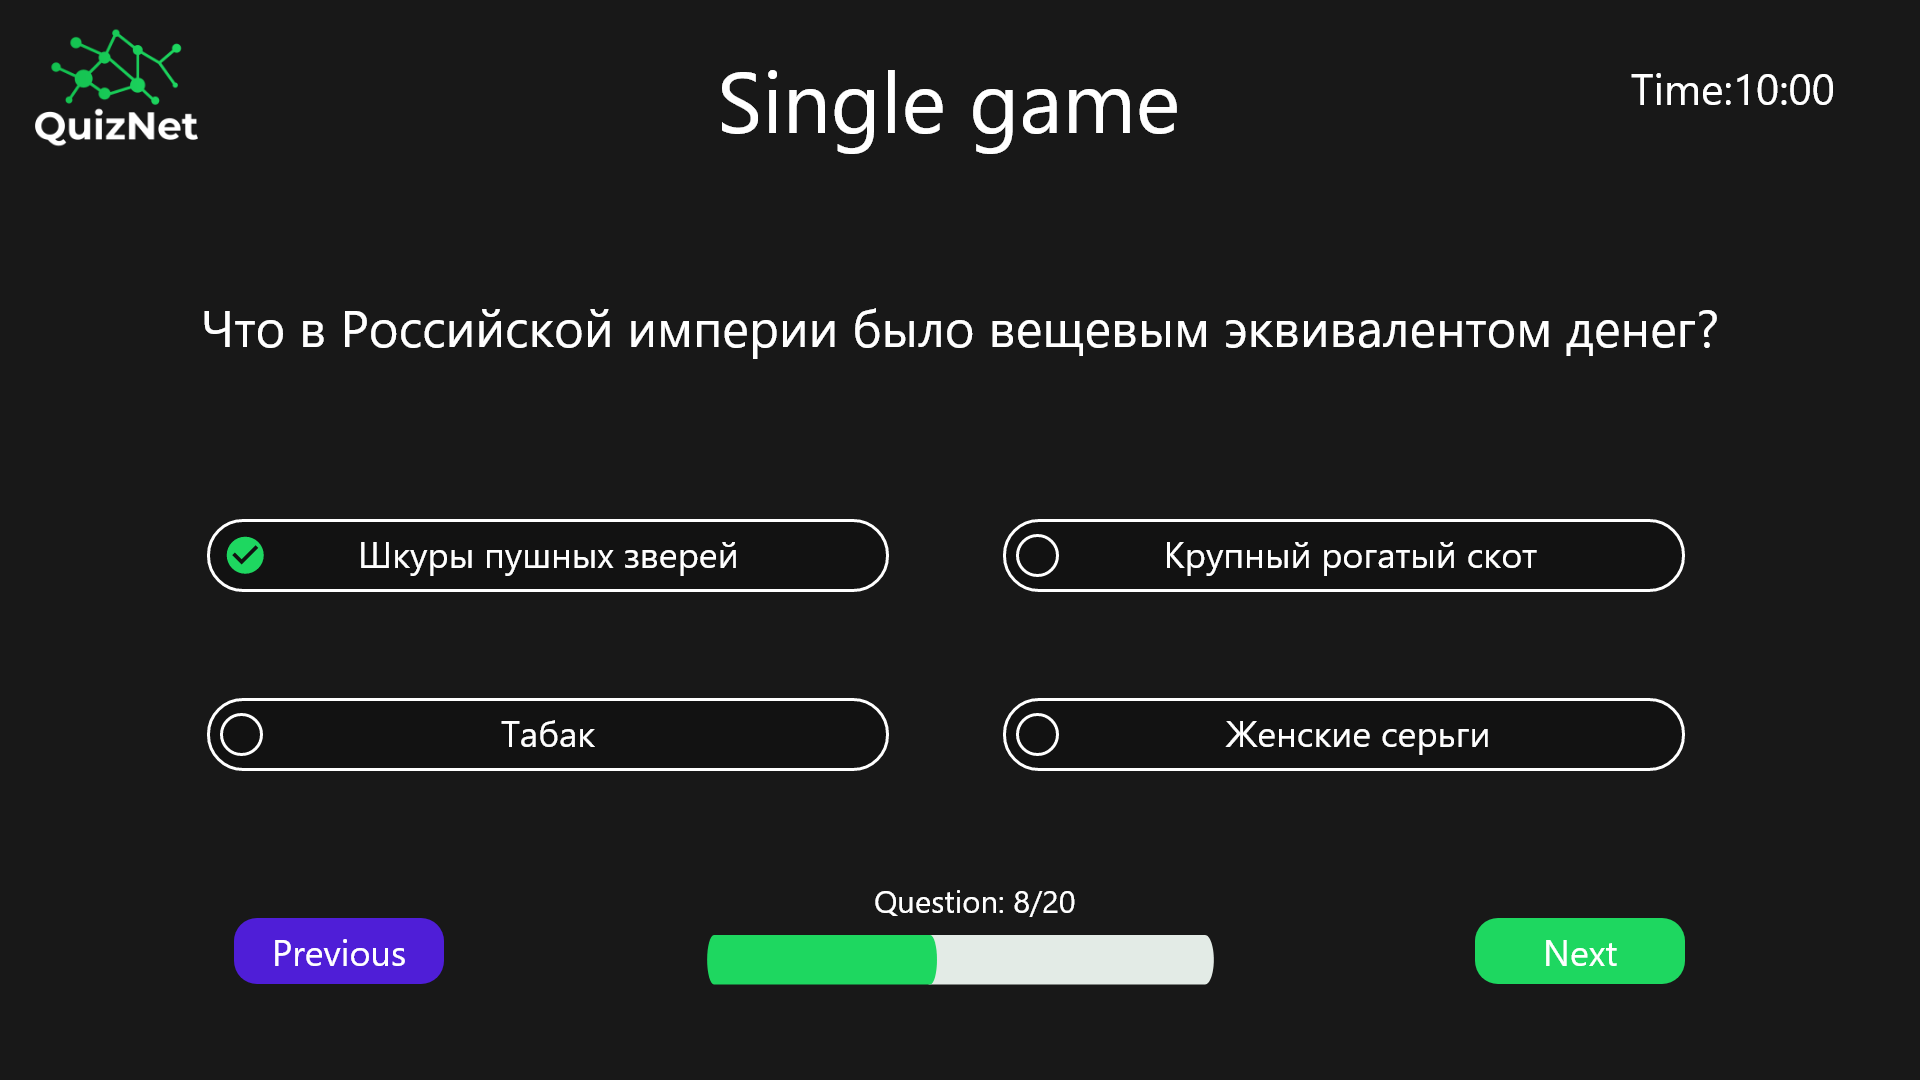 QuizNet
Single game
Time:10:00
Что в Российской империи было вещевым эквивалентом денег?
Шкуры пушных зверей
Крупный рогатый скот
Табак
Женские серьги
Question: 8/20
Previous
Next